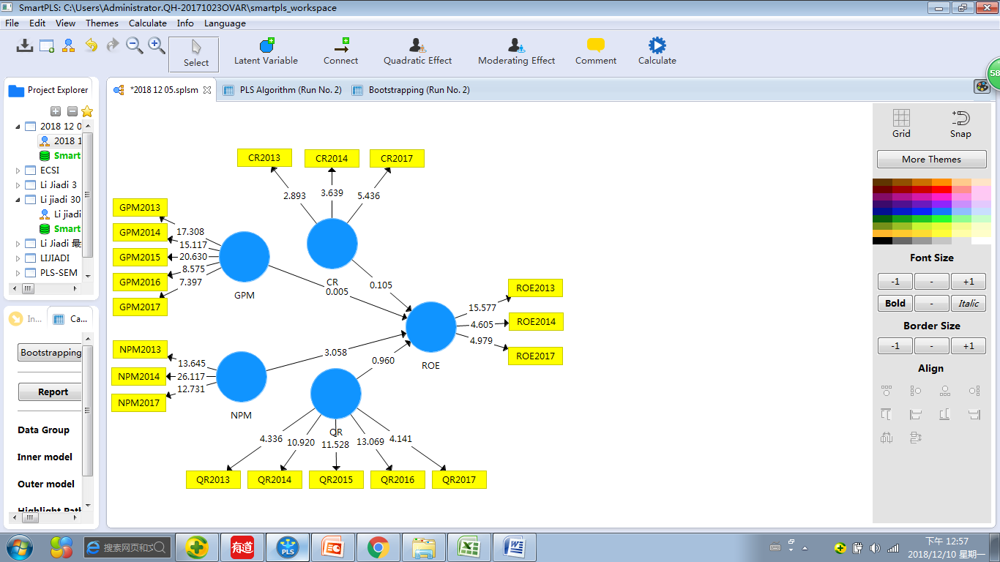 SmartPLS: C:\Users\Administrator.QH-20171023OVAR\smartpls_workspace
File Edit View Themes Calculate Info Language
Select
Latent Variable
Connect
Quadratic Effect
Moderating Effect
Comment
Calculate
58
Project Explorer
*2018 12 05.splsm
PLS Algorithm (Run No. 2)
Bootstrapping (Run No. 2)
2018 12 0
2018 1
Smart
ECSI
Li Jiadi 3
Li jiadi 30
Li jiadi
Smart
Li Jiadi 最
LIJIADI
PLS-SEM
In...
Ca...
Bootstrapping
Report
Data Group
Inner model
Outer model
Highlight Path
CR2013
CR2014
CR2017
2.893
3.639
5.436
CR
GPM2013
GPM2014
GPM2015
GPM2016
GPM2017
17.308
15.117
20.630
8.575
7.397
GPM
0.005
0.105
NPM2013
NPM2014
NPM2017
13.645
26.117
12.731
NPM
3.058
0.960
ROE
15.577
4.605
4.979
ROE2013
ROE2014
ROE2017
QR
4.336
10.920
11.528
13.069
4.141
QR2013
QR2014
QR2015
QR2016
QR2017
Grid
Snap
More Themes
Font Size
-1
-
+1
Bold
-
Italic
Border Size
-1
-
+1
Align
搜索网页和文
有道
PLS
下午 12:57
2018/12/10 星期一